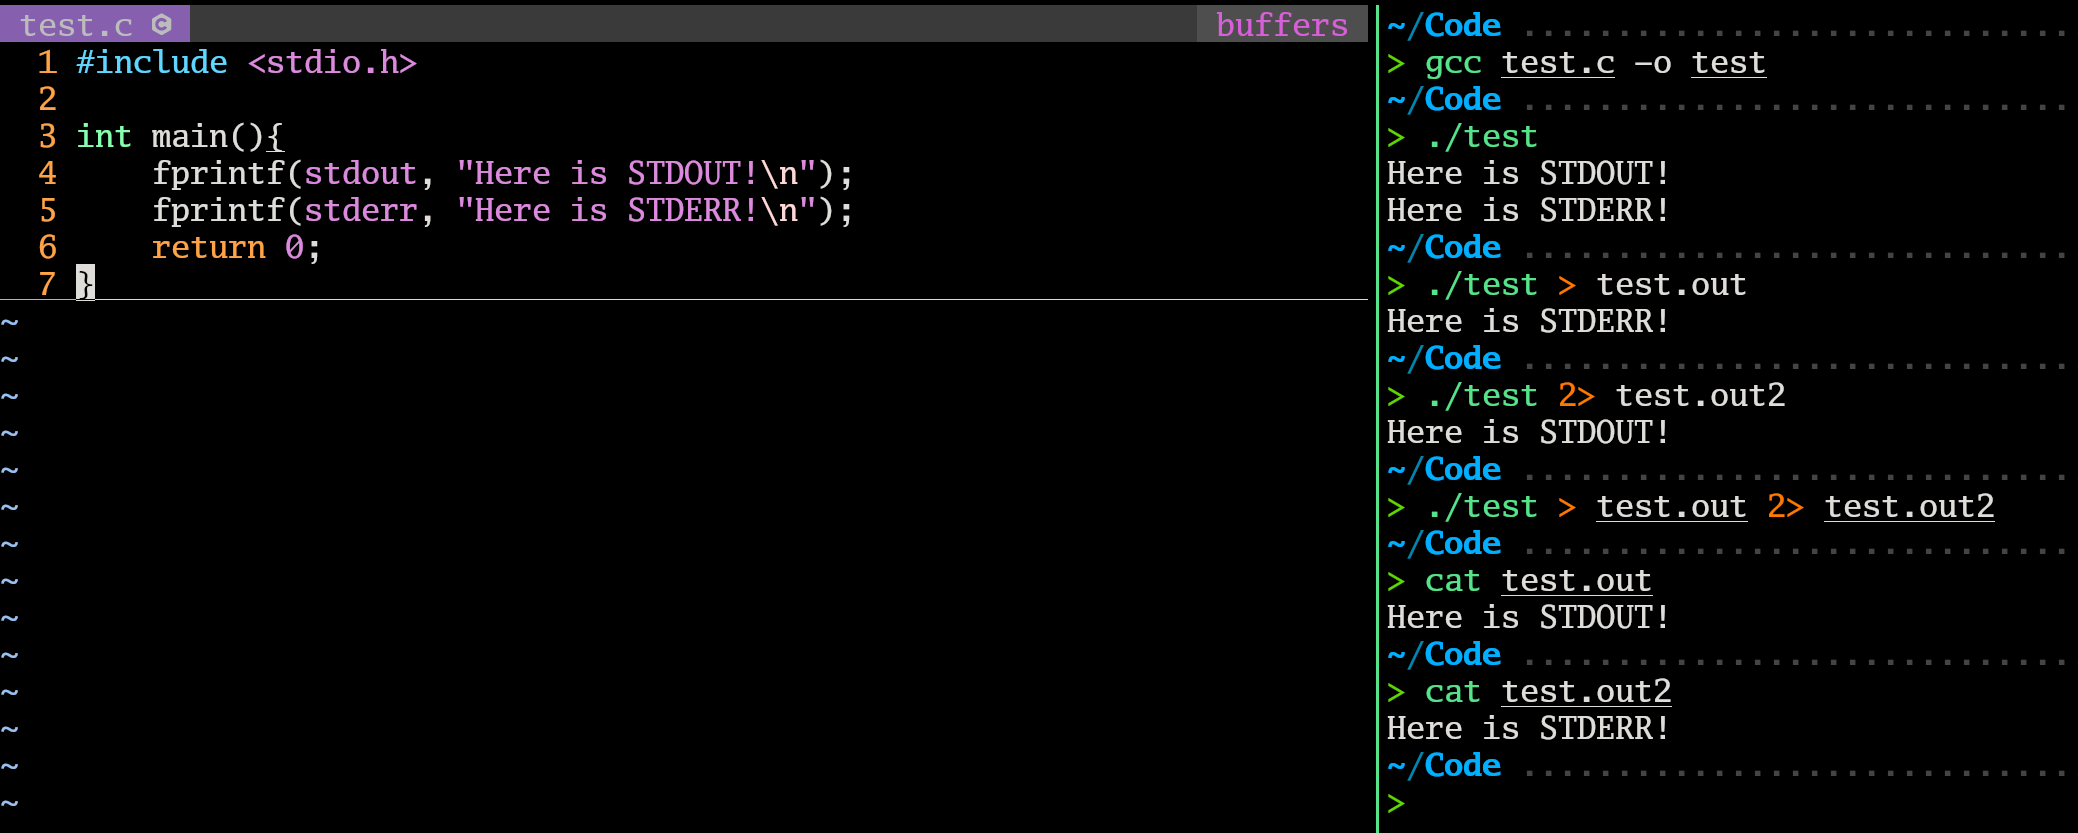 test.c
buffers
1 #include <stdio.h>
2
3 int main(){
4     fprintf(stdout, "Here is STDOUT!\n");
5     fprintf(stderr, "Here is STDERR!\n");
6     return 0;
7 }
~
~
~
~
~
~
~
~
~
~
~
~
~
~
~/Code .............................
> gcc test.c -o test
~/Code .............................
> ./test
Here is STDOUT!
Here is STDERR!
~/Code .............................
> ./test > test.out
Here is STDERR!
~/Code .............................
> ./test 2> test.out2
Here is STDOUT!
~/Code .............................
> ./test > test.out 2> test.out2
~/Code .............................
> cat test.out
Here is STDOUT!
~/Code .............................
> cat test.out2
Here is STDERR!
~/Code .............................
>